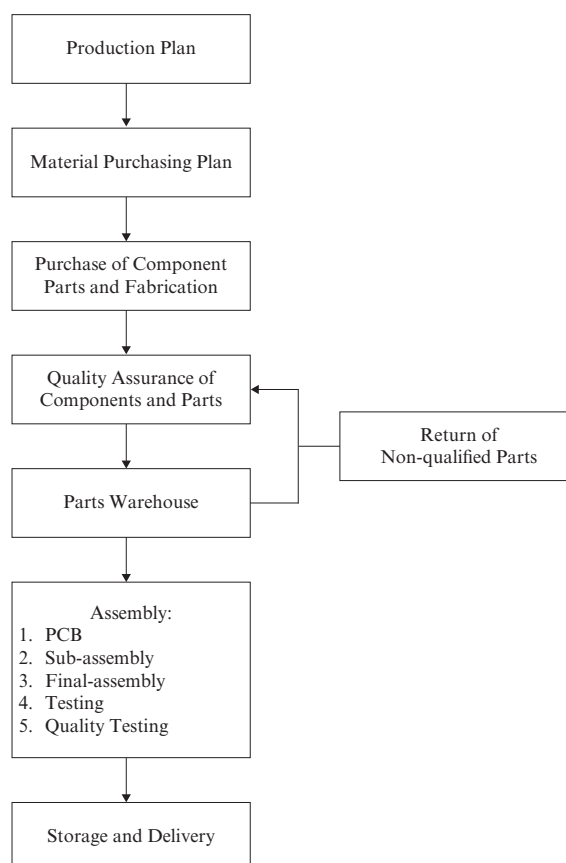 Production Plan
Material Purchasing Plan
Purchase of Component
Parts and Fabrication
Quality Assurance of
Components and Parts
Return of
Non-qualified Parts
Parts Warehouse
Assembly:
1. PCB
2. Sub-assembly
3. Final-assembly
4. Testing
5. Quality Testing
Storage and Delivery